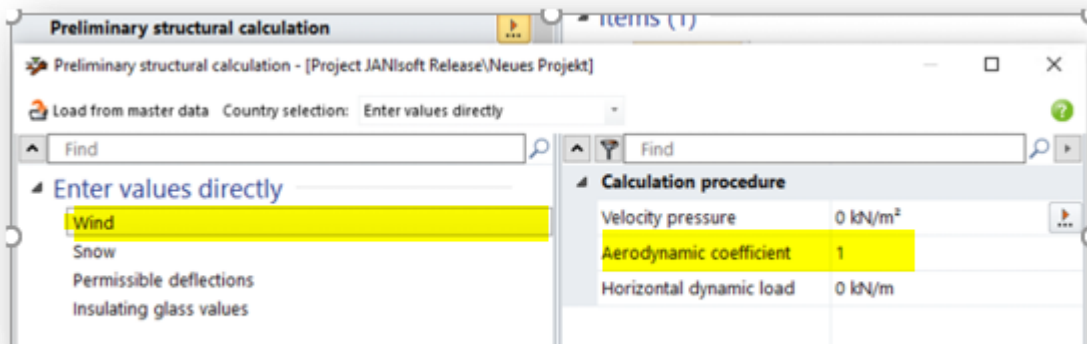 Preliminary structural calculation
Items (1)
Preliminary structural calculation - [Project JANIsoft Release\Neues Projekt]
Load from master data Country selection: Enter values directly
Find
Find
Enter values directly
Wind
Snow
Permissible deflections
Insulating glass values
Calculation procedure
Velocity pressure 0 kN/m²
Aerodynamic coefficient 1
Horizontal dynamic load 0 kN/m